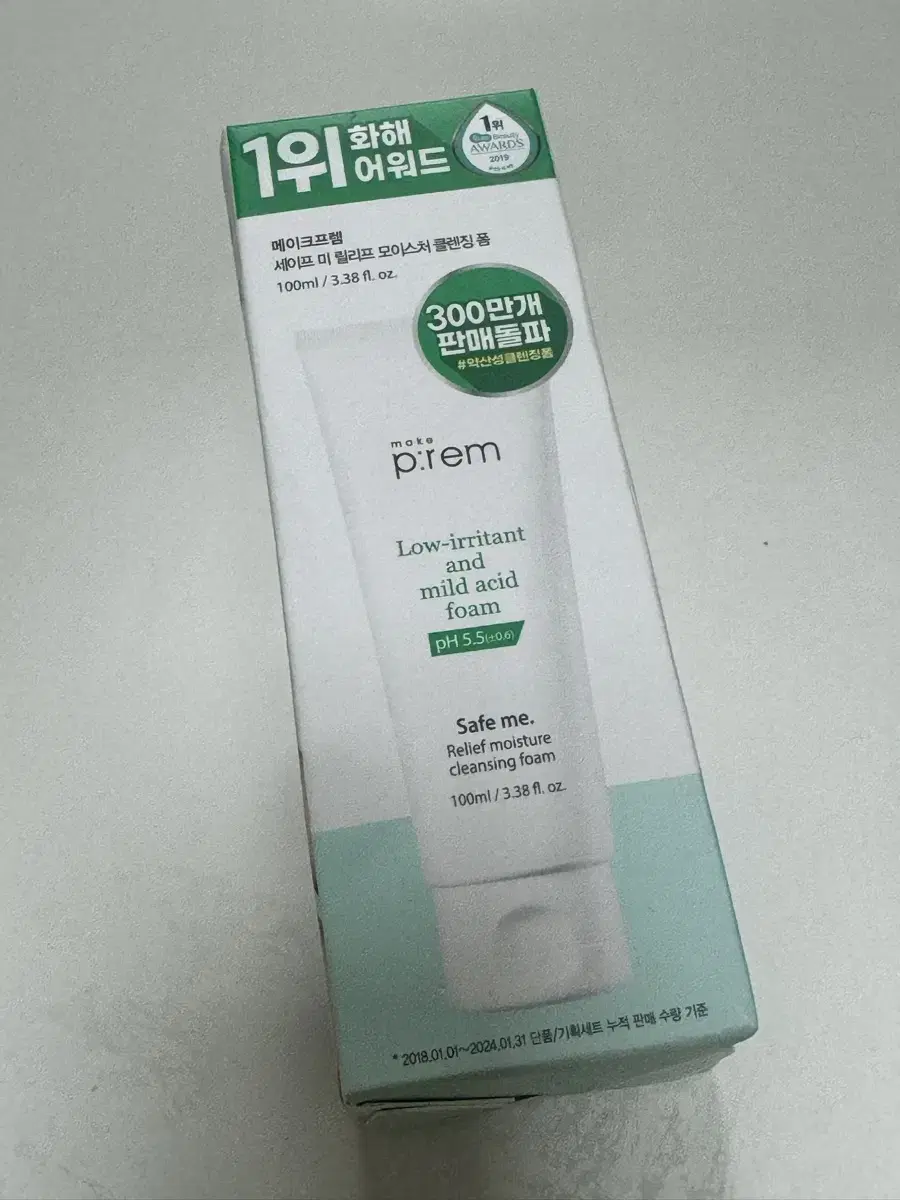 1위 화해
어워드
1위
Beauty
AWARDS
2019
메이크프렘
세이프 미 릴리프 모이스처 클렌징 폼
100ml / 3.38 fl. oz.
300만개
판매돌파
#약산성클렌징폼
make
p:rem
Low-irritant
and
mild acid
foam
pH 5.5(±0.6)
Safe me.
Relief moisture
cleansing foam
100ml / 3.38 fl. oz.
* 2018.01.01~2024.01.31 단품/기획세트 누적 판매 수량 기준